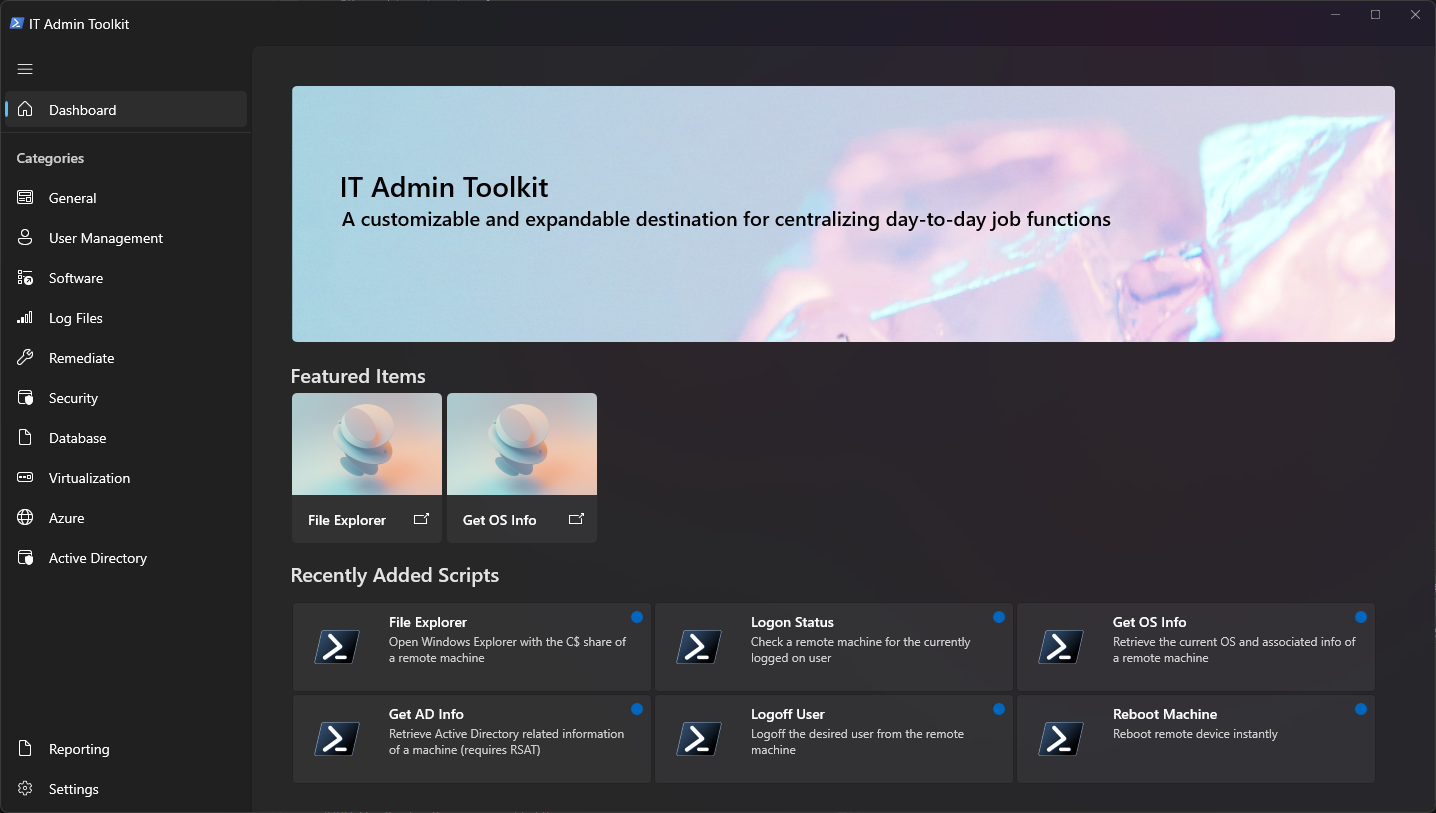 IT Admin Toolkit
Dashboard
Categories
General
User Management
Software
Log Files
Remediate
Security
Database
Virtualization
Azure
Active Directory
Reporting
Settings
IT Admin Toolkit
A customizable and expandable destination for centralizing day-to-day job functions
Featured Items
File Explorer
Get OS Info
Recently Added Scripts
File Explorer
Open Windows Explorer with the C$ share of
a remote machine
Logon Status
Check a remote machine for the currently
logged on user
Get OS Info
Retrieve the current OS and associated info of
a remote machine
Get AD Info
Retrieve Active Directory related information
of a machine (requires RSAT)
Logoff User
Logoff the desired user from the remote
machine
Reboot Machine
Reboot remote device instantly